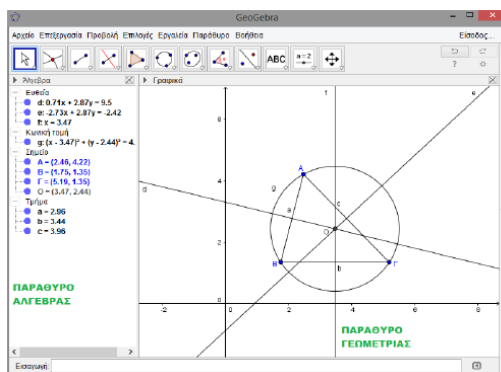 GeoGebra
Αρχείο Επεξεργασία Προβολή Επιλογές Εργαλεία Παράθυρο Βοήθεια Είσοδος...
ABC a=2
Άλγεβρα
Γραφικά
Ευθεία
d: 0.71x + 2.87y = 9.5
e: -2.73x + 2.87y = -2.42
f: x = 3.47
Κωνική τομή
g: (x - 3.47)² + (y - 2.44)² = 4.
Σημείο
Α = (2.46, 4.22)
Β = (1.75, 1.35)
Γ = (5.19, 1.35)
Ο = (3.47, 2.44)
Τμήμα
a = 2.96
b = 3.44
c = 3.96
ΠΑΡΑΘΥΡΟ
ΑΛΓΕΒΡΑΣ
f
e
6
Α
g
d
4
c
a
Ο
2
Β
Γ
b
0
-2 0 2 4 6 8
ΠΑΡΑΘΥΡΟ
ΓΕΩΜΕΤΡΙΑΣ
Εισαγωγή: